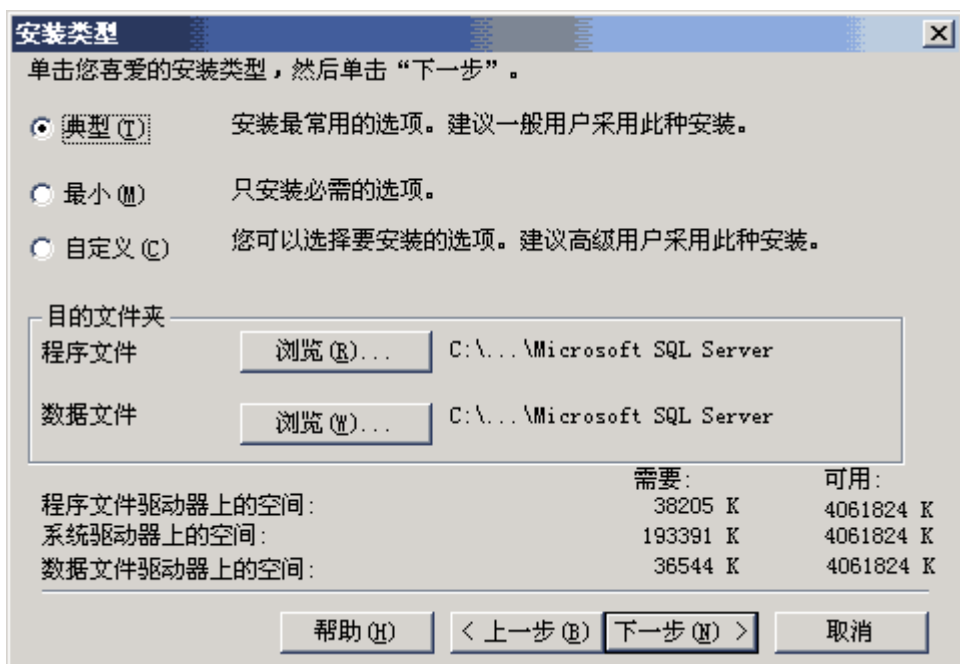 安装类型
单击您喜爱的安装类型，然后单击“下一步”。
典型(T) 安装最常用的选项。建议一般用户采用此种安装。
最小(M) 只安装必需的选项。
自定义(C) 您可以选择要安装的选项。建议高级用户采用此种安装。
目的文件夹
程序文件 浏览(R)... C:\...\Microsoft SQL Server
数据文件 浏览(W)... C:\...\Microsoft SQL Server
需要: 可用:
程序文件驱动器上的空间: 38205 K 4061824 K
系统驱动器上的空间: 193391 K 4061824 K
数据文件驱动器上的空间: 36544 K 4061824 K
帮助(H) < 上一步(B) 下一步(N) > 取消